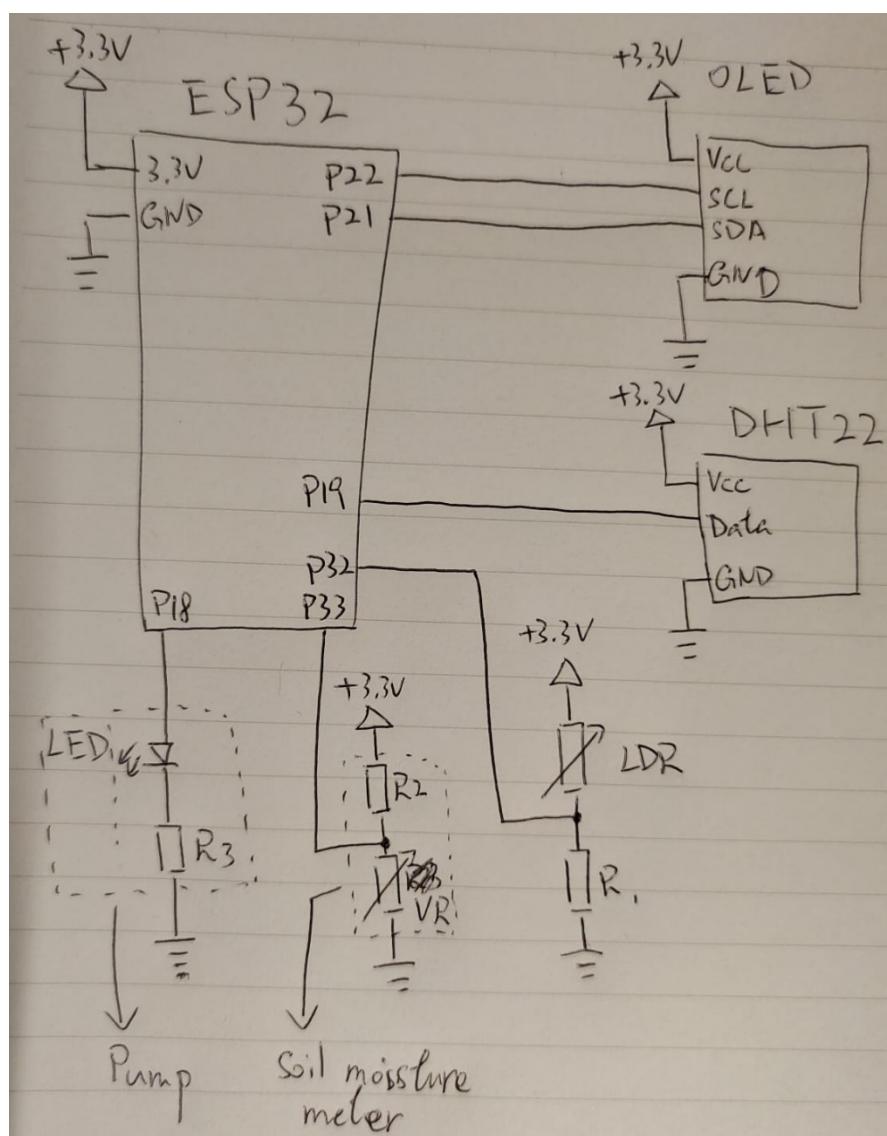 +3.3V
ESP32
3.3V
GND
P22
P21
P19
P32
P33
P18
+3.3V
OLED
Vcc
SCL
SDA
GND
+3.3V
DHT22
Vcc
Data
GND
LED
R3
+3.3V
R2
VR
+3.3V
LDR
R1
Pump
Soil moisture
meter